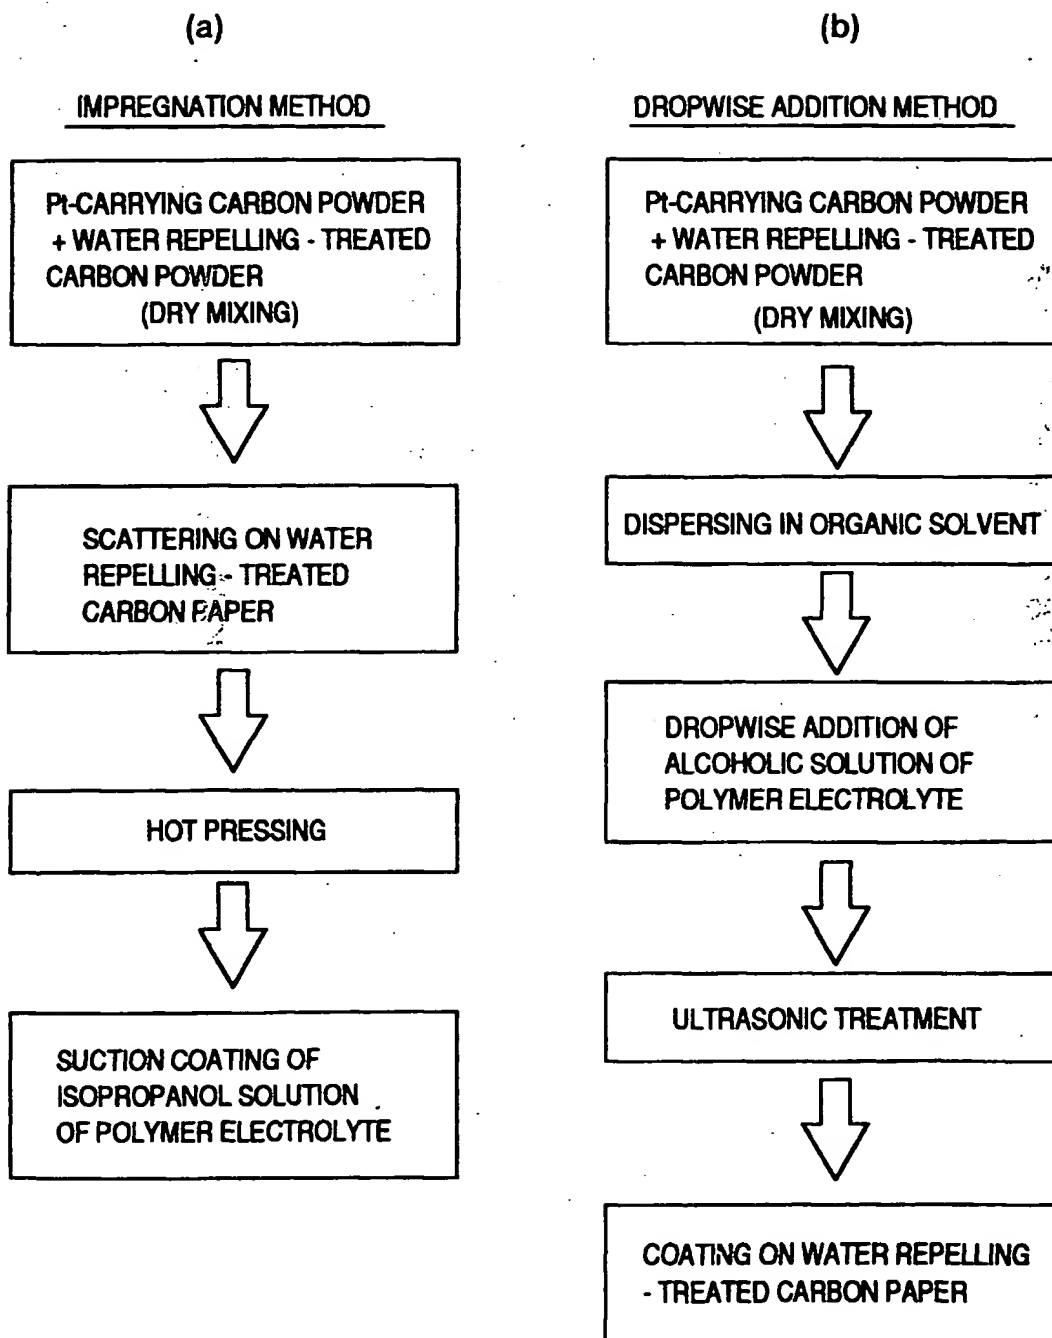 (a)
IMPREGNATION METHOD
Pt-CARRYING CARBON POWDER
+ WATER REPELLING - TREATED
CARBON POWDER
(DRY MIXING)
SCATTERING ON WATER
REPELLING - TREATED
CARBON PAPER
HOT PRESSING
SUCTION COATING OF
ISOPROPANOL SOLUTION
OF POLYMER ELECTROLYTE
(b)
DROPWISE ADDITION METHOD
Pt-CARRYING CARBON POWDER
+ WATER REPELLING - TREATED
CARBON POWDER
(DRY MIXING)
DISPERSING IN ORGANIC SOLVENT
DROPWISE ADDITION OF
ALCOHOLIC SOLUTION OF
POLYMER ELECTROLYTE
ULTRASONIC TREATMENT
COATING ON WATER REPELLING
- TREATED CARBON PAPER